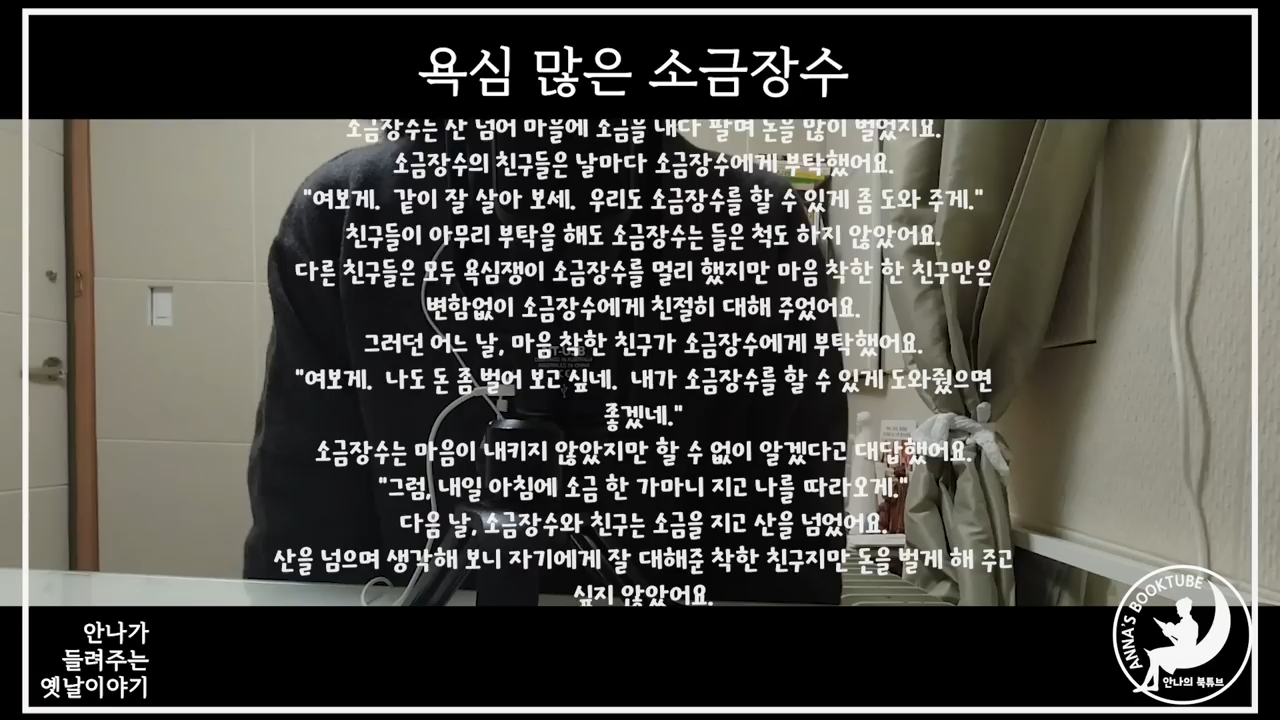 욕심 많은 소금장수
소금장수는 산 넘어 마을에 소금을 내다 팔며 돈을 많이 벌었지요.
소금장수의 친구들은 날마다 소금장수에게 부탁했어요.
"여보게. 같이 잘 살아 보세. 우리도 소금장수를 할 수 있게 좀 도와 주게."
친구들이 아무리 부탁을 해도 소금장수는 들은 척도 하지 않았어요.
다른 친구들은 모두 욕심쟁이 소금장수를 멀리 했지만 마음 착한 한 친구만은
변함없이 소금장수에게 친절히 대해 주었어요.
그러던 어느 날, 마음 착한 친구가 소금장수에게 부탁했어요.
"여보게. 나도 돈 좀 벌어 보고 싶네. 내가 소금장수를 할 수 있게 도와줬으면
좋겠네."
소금장수는 마음이 내키지 않았지만 할 수 없이 알겠다고 대답했어요.
"그럼, 내일 아침에 소금 한 가마니 지고 나를 따라오게."
다음 날, 소금장수와 친구는 소금을 지고 산을 넘었어요.
산을 넘으며 생각해 보니 자기에게 잘 대해준 착한 친구지만 돈을 벌게 해 주고
싶지 않았어요.
안나가
들려주는
옛날이야기
ANNA'S BOOKTUBE
안나의 북튜브